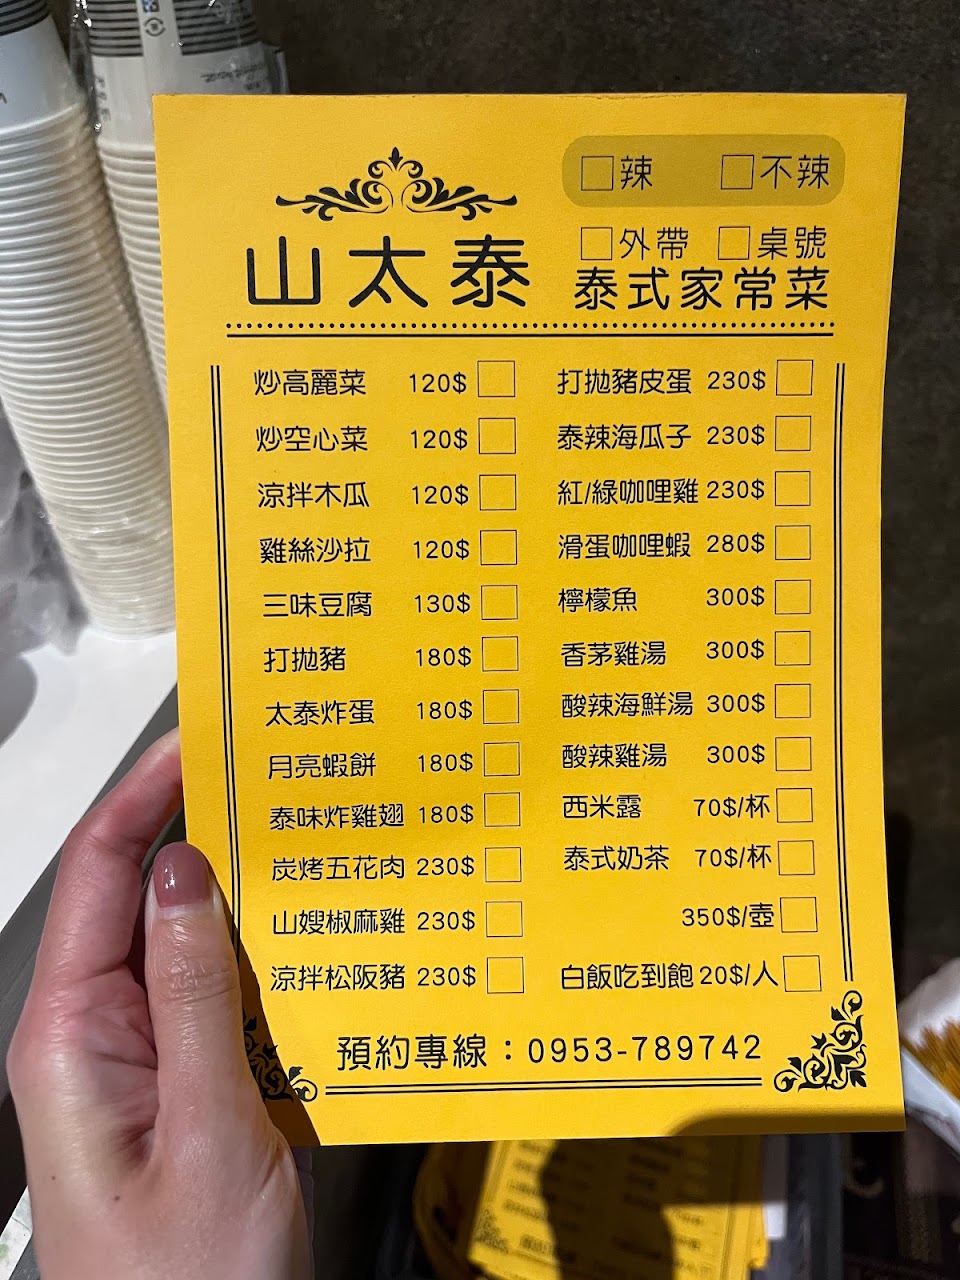 □辣 □不辣
□外帶 □桌號
山太泰
泰式家常菜
炒高麗菜 120$ □
炒空心菜 120$ □
涼拌木瓜 120$ □
雞絲沙拉 120$ □
三味豆腐 130$ □
打拋豬 180$ □
太泰炸蛋 180$ □
月亮蝦餅 180$ □
泰味炸雞翅 180$ □
炭烤五花肉 230$ □
山嫂椒麻雞 230$ □
涼拌松阪豬 230$ □
打拋豬皮蛋 230$ □
泰辣海瓜子 230$ □
紅/綠咖哩雞 230$ □
滑蛋咖哩蝦 280$ □
檸檬魚 300$ □
香茅雞湯 300$ □
酸辣海鮮湯 300$ □
酸辣雞湯 300$ □
西米露 70$/杯 □
泰式奶茶 70$/杯 □
350$/壺 □
白飯吃到飽 20$/人 □
預約專線：0953-789742